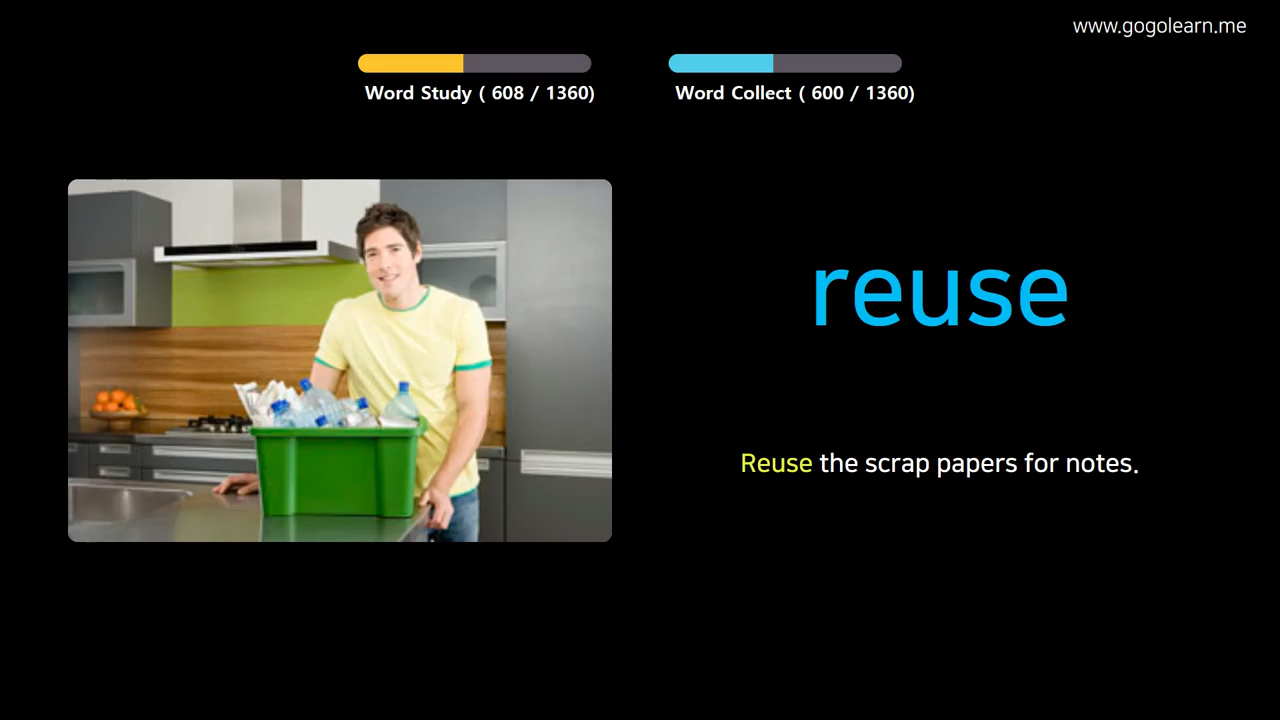 www.gogolearn.me
Word Study ( 608 / 1360)
Word Collect ( 600 / 1360)
reuse
Reuse the scrap papers for notes.